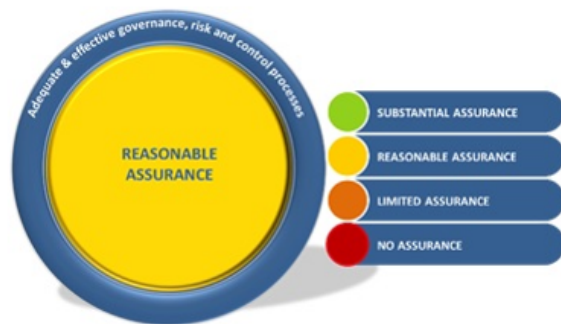 Adequate & effective governance, risk and control processes
REASONABLE
ASSURANCE
SUBSTANTIAL ASSURANCE
REASONABLE ASSURANCE
LIMITED ASSURANCE
NO ASSURANCE